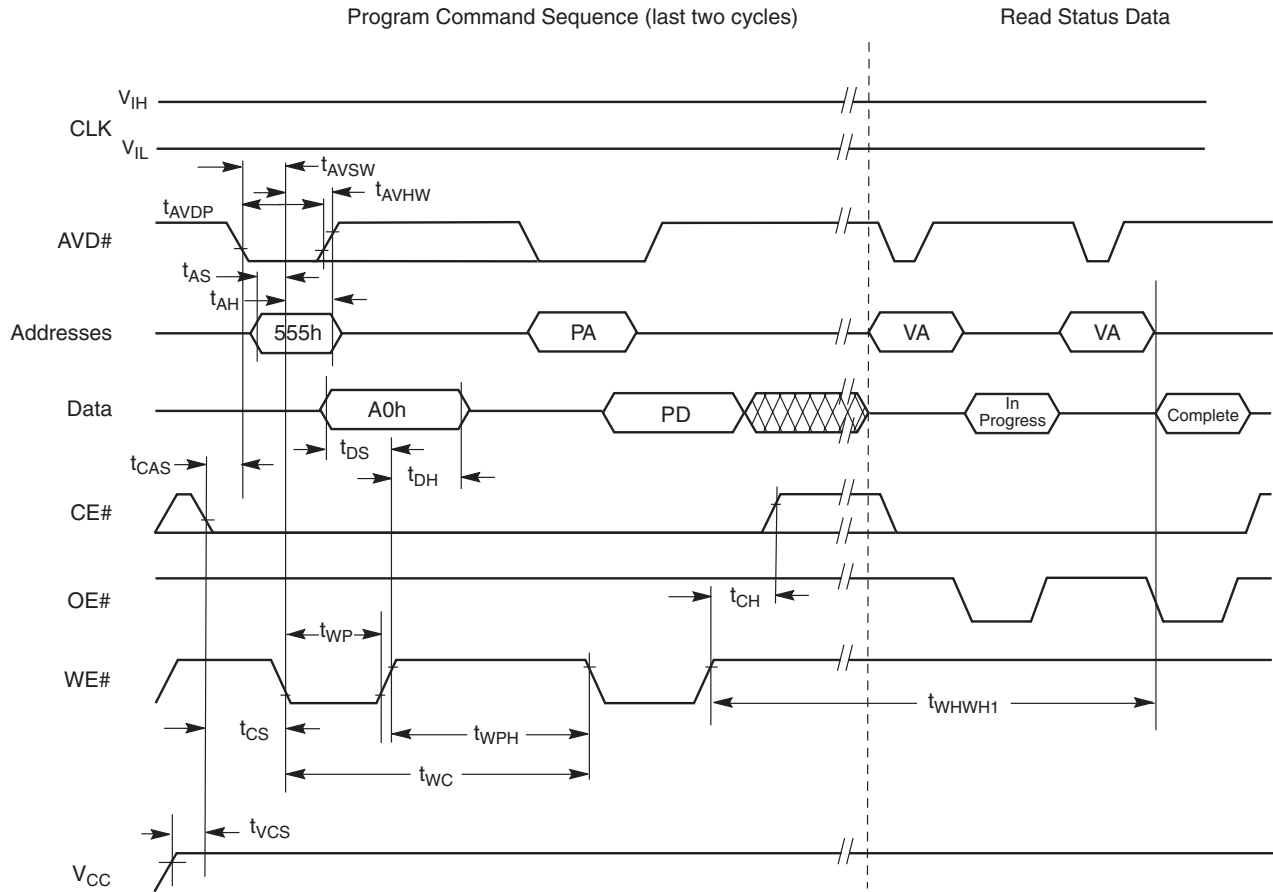 Program Command Sequence (last two cycles)
Read Status Data
VIH
CLK
VIL
tAVSW
tAVHW
tAVDP
AVD#
tAS
tAH
Addresses
555h
PA
VA
VA
Data
A0h
PD
In
Progress
Complete
tDS
tCAS
tDH
CE#
OE#
tCH
tWP
WE#
tWHWH1
tCS
tWPH
tWC
tVCS
VCC